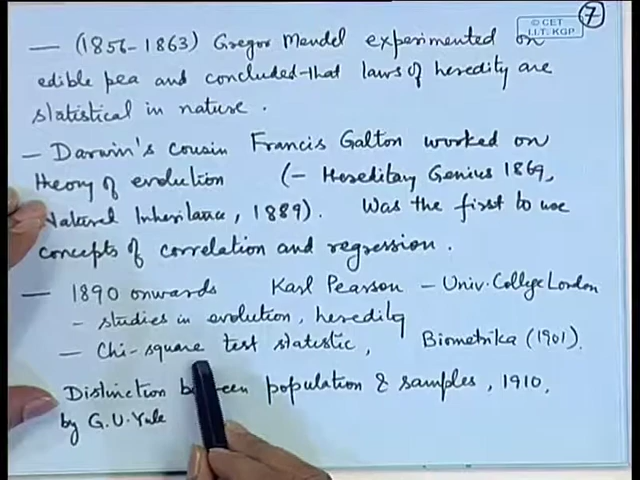 7
© CET
I.I.T. KGP
— (1856-1863) Gregor Mendel experimented on
edible pea and concluded that laws of heredity are
statistical in nature.
— Darwin's cousin Francis Galton worked on
theory of evolution (- Hereditary Genius 1869,
Natural Inheritance, 1889). Was the first to use
concepts of correlation and regression.
— 1890 onwards Karl Pearson - Univ. College London
- studies in evolution, heredity
- Chi-square test statistic, Biometrika (1901).
Distinction between population & samples, 1910,
by G.U. Yule